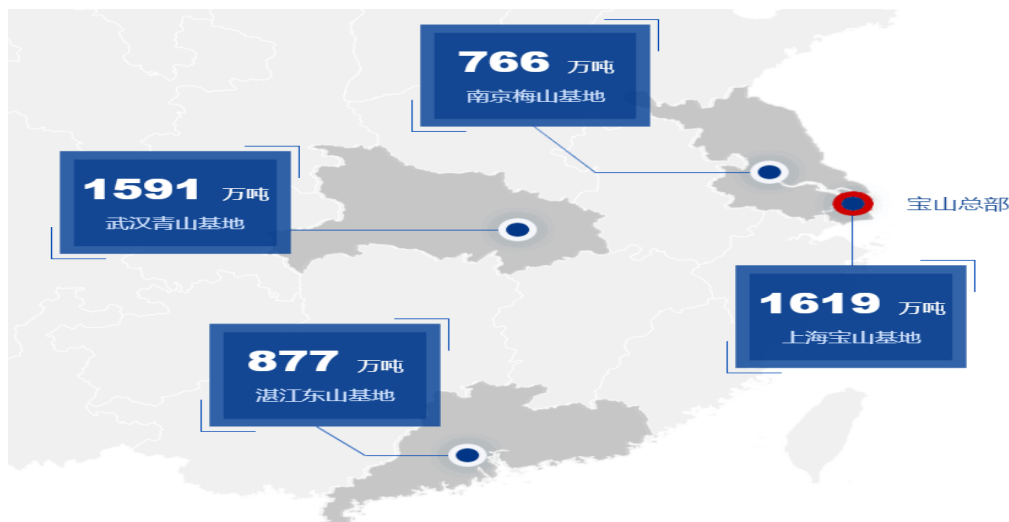 766 万吨
南京梅山基地
1591 万吨
武汉青山基地
宝山总部
1619 万吨
上海宝山基地
877 万吨
湛江东山基地